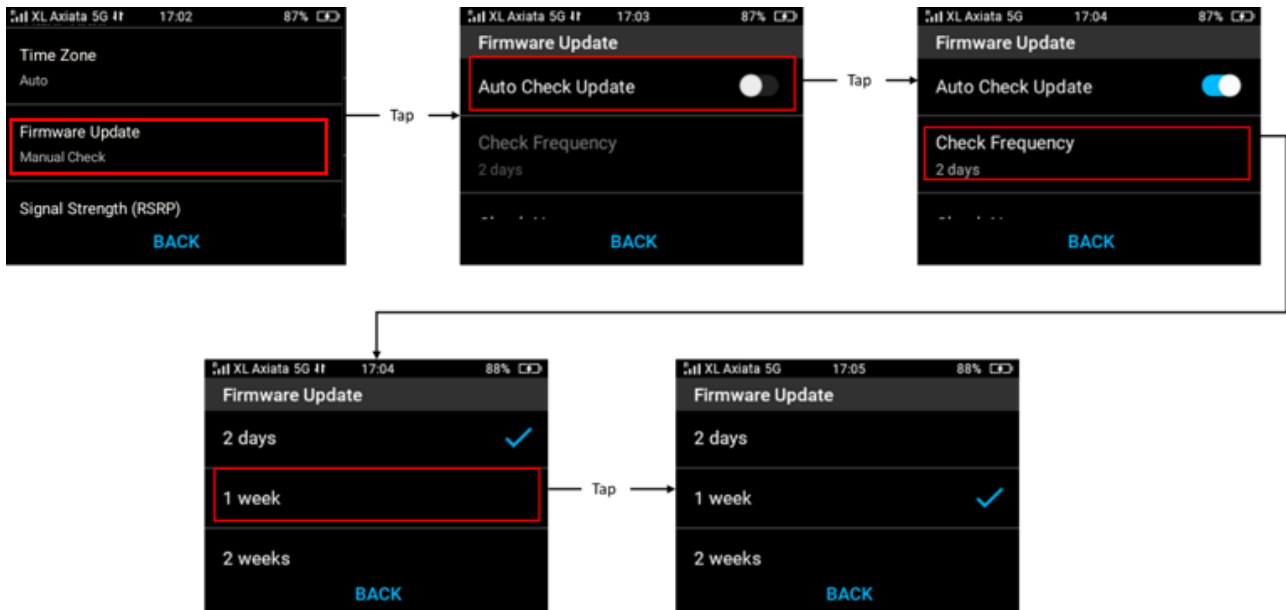 XL Axiata 5G 17:02 87%
Time Zone
Auto
Firmware Update
Manual Check
Signal Strength (RSRP)
BACK
Tap
XL Axiata 5G 17:03 87%
Firmware Update
Auto Check Update
Check Frequency
2 days
BACK
Tap
XL Axiata 5G 17:04 87%
Firmware Update
Auto Check Update
Check Frequency
2 days
BACK
XL Axiata 5G 17:04 88%
Firmware Update
2 days
1 week
2 weeks
BACK
Tap
XL Axiata 5G 17:05 88%
Firmware Update
2 days
1 week
2 weeks
BACK